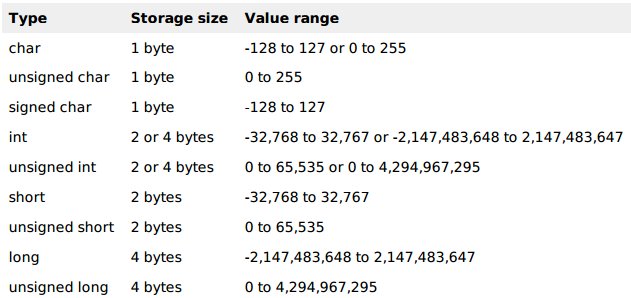 Type Storage size Value range
char 1 byte -128 to 127 or 0 to 255
unsigned char 1 byte 0 to 255
signed char 1 byte -128 to 127
int 2 or 4 bytes -32,768 to 32,767 or -2,147,483,648 to 2,147,483,647
unsigned int 2 or 4 bytes 0 to 65,535 or 0 to 4,294,967,295
short 2 bytes -32,768 to 32,767
unsigned short 2 bytes 0 to 65,535
long 4 bytes -2,147,483,648 to 2,147,483,647
unsigned long 4 bytes 0 to 4,294,967,295